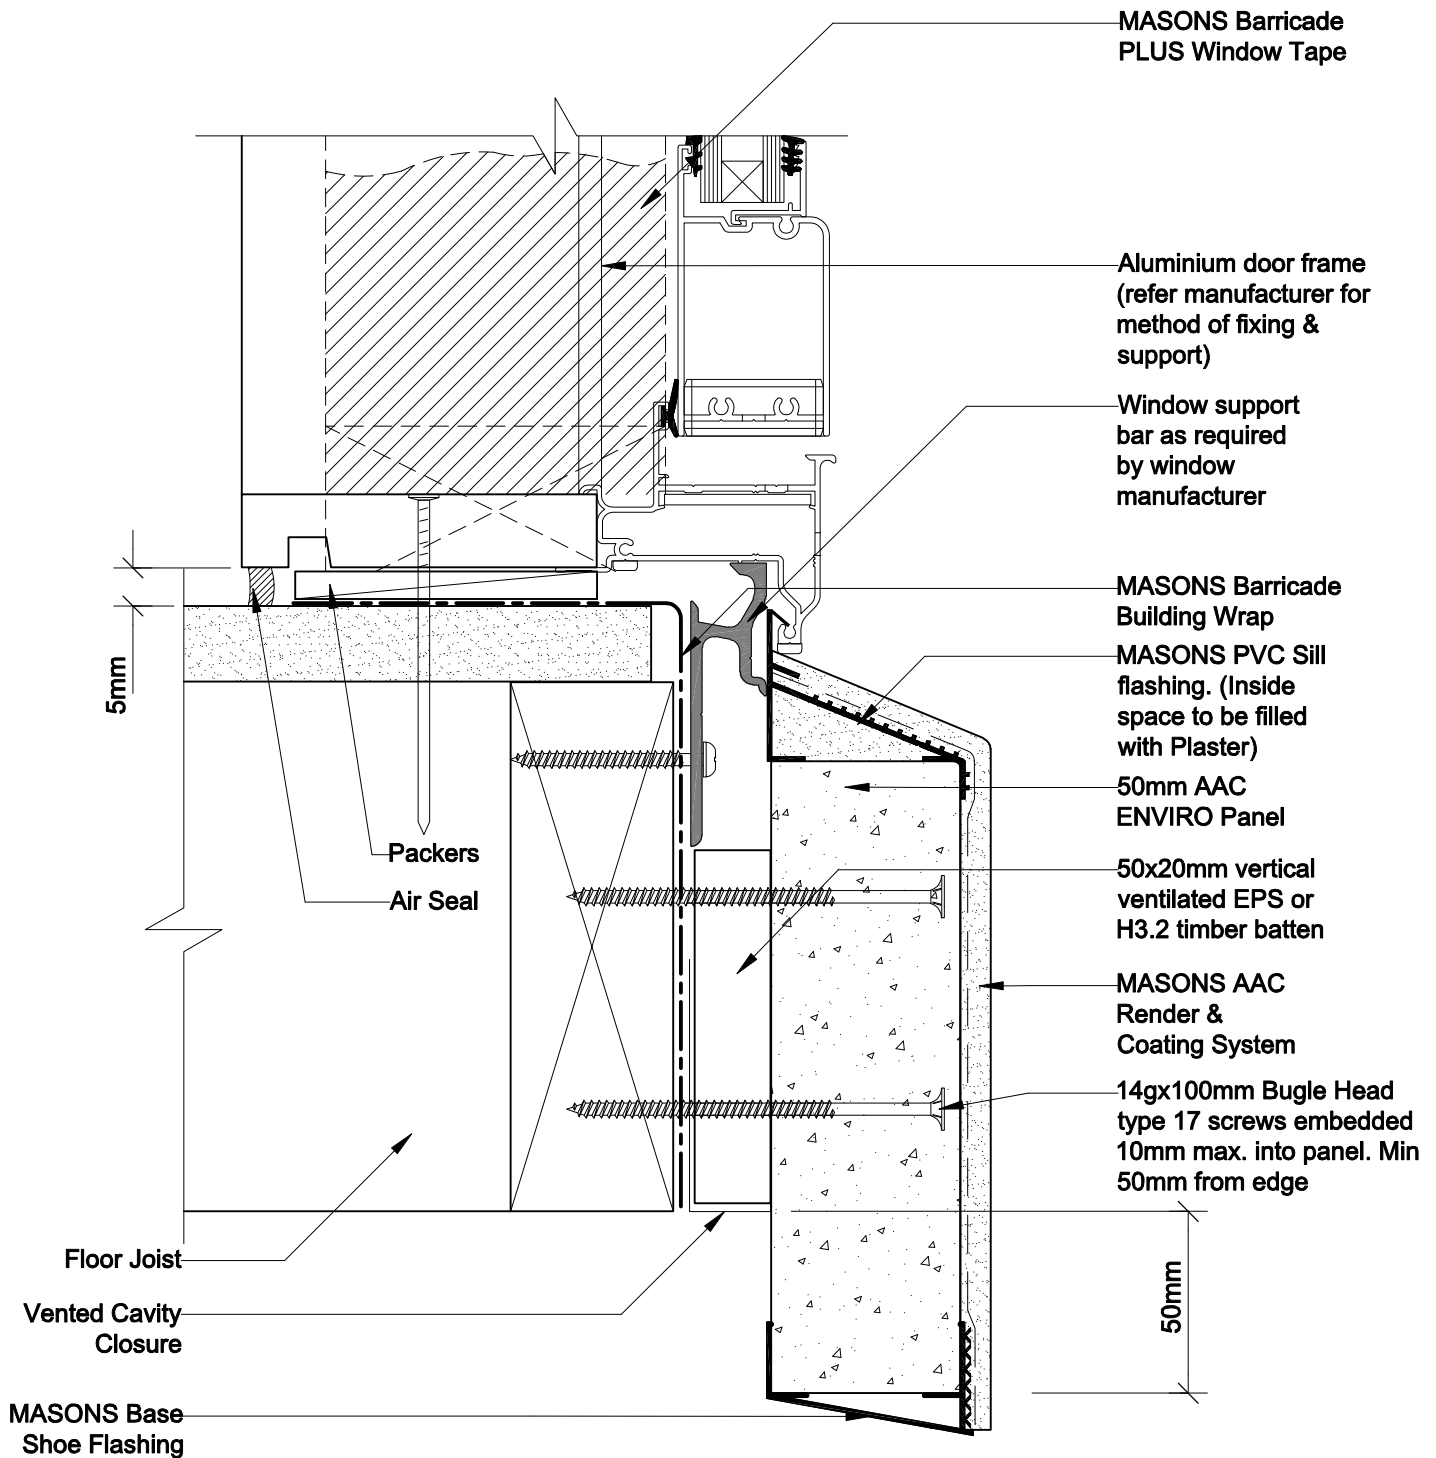 MASONS Barricade
PLUS Window Tape
Aluminium door frame
(refer manufacturer for
method of fixing &
support)
Window support
bar as required
by window
manufacturer
MASONS Barricade
Building Wrap
MASONS PVC Sill
flashing. (Inside
space to be filled
with Plaster)
50mm AAC
ENVIRO Panel
50x20mm vertical
ventilated EPS or
H3.2 timber batten
MASONS AAC
Render &
Coating System
14gx100mm Bugle Head
type 17 screws embedded
10mm max. into panel. Min
50mm from edge
5mm
Packers
Air Seal
50mm
Floor Joist
Vented Cavity
Closure
MASONS Base
Shoe Flashing